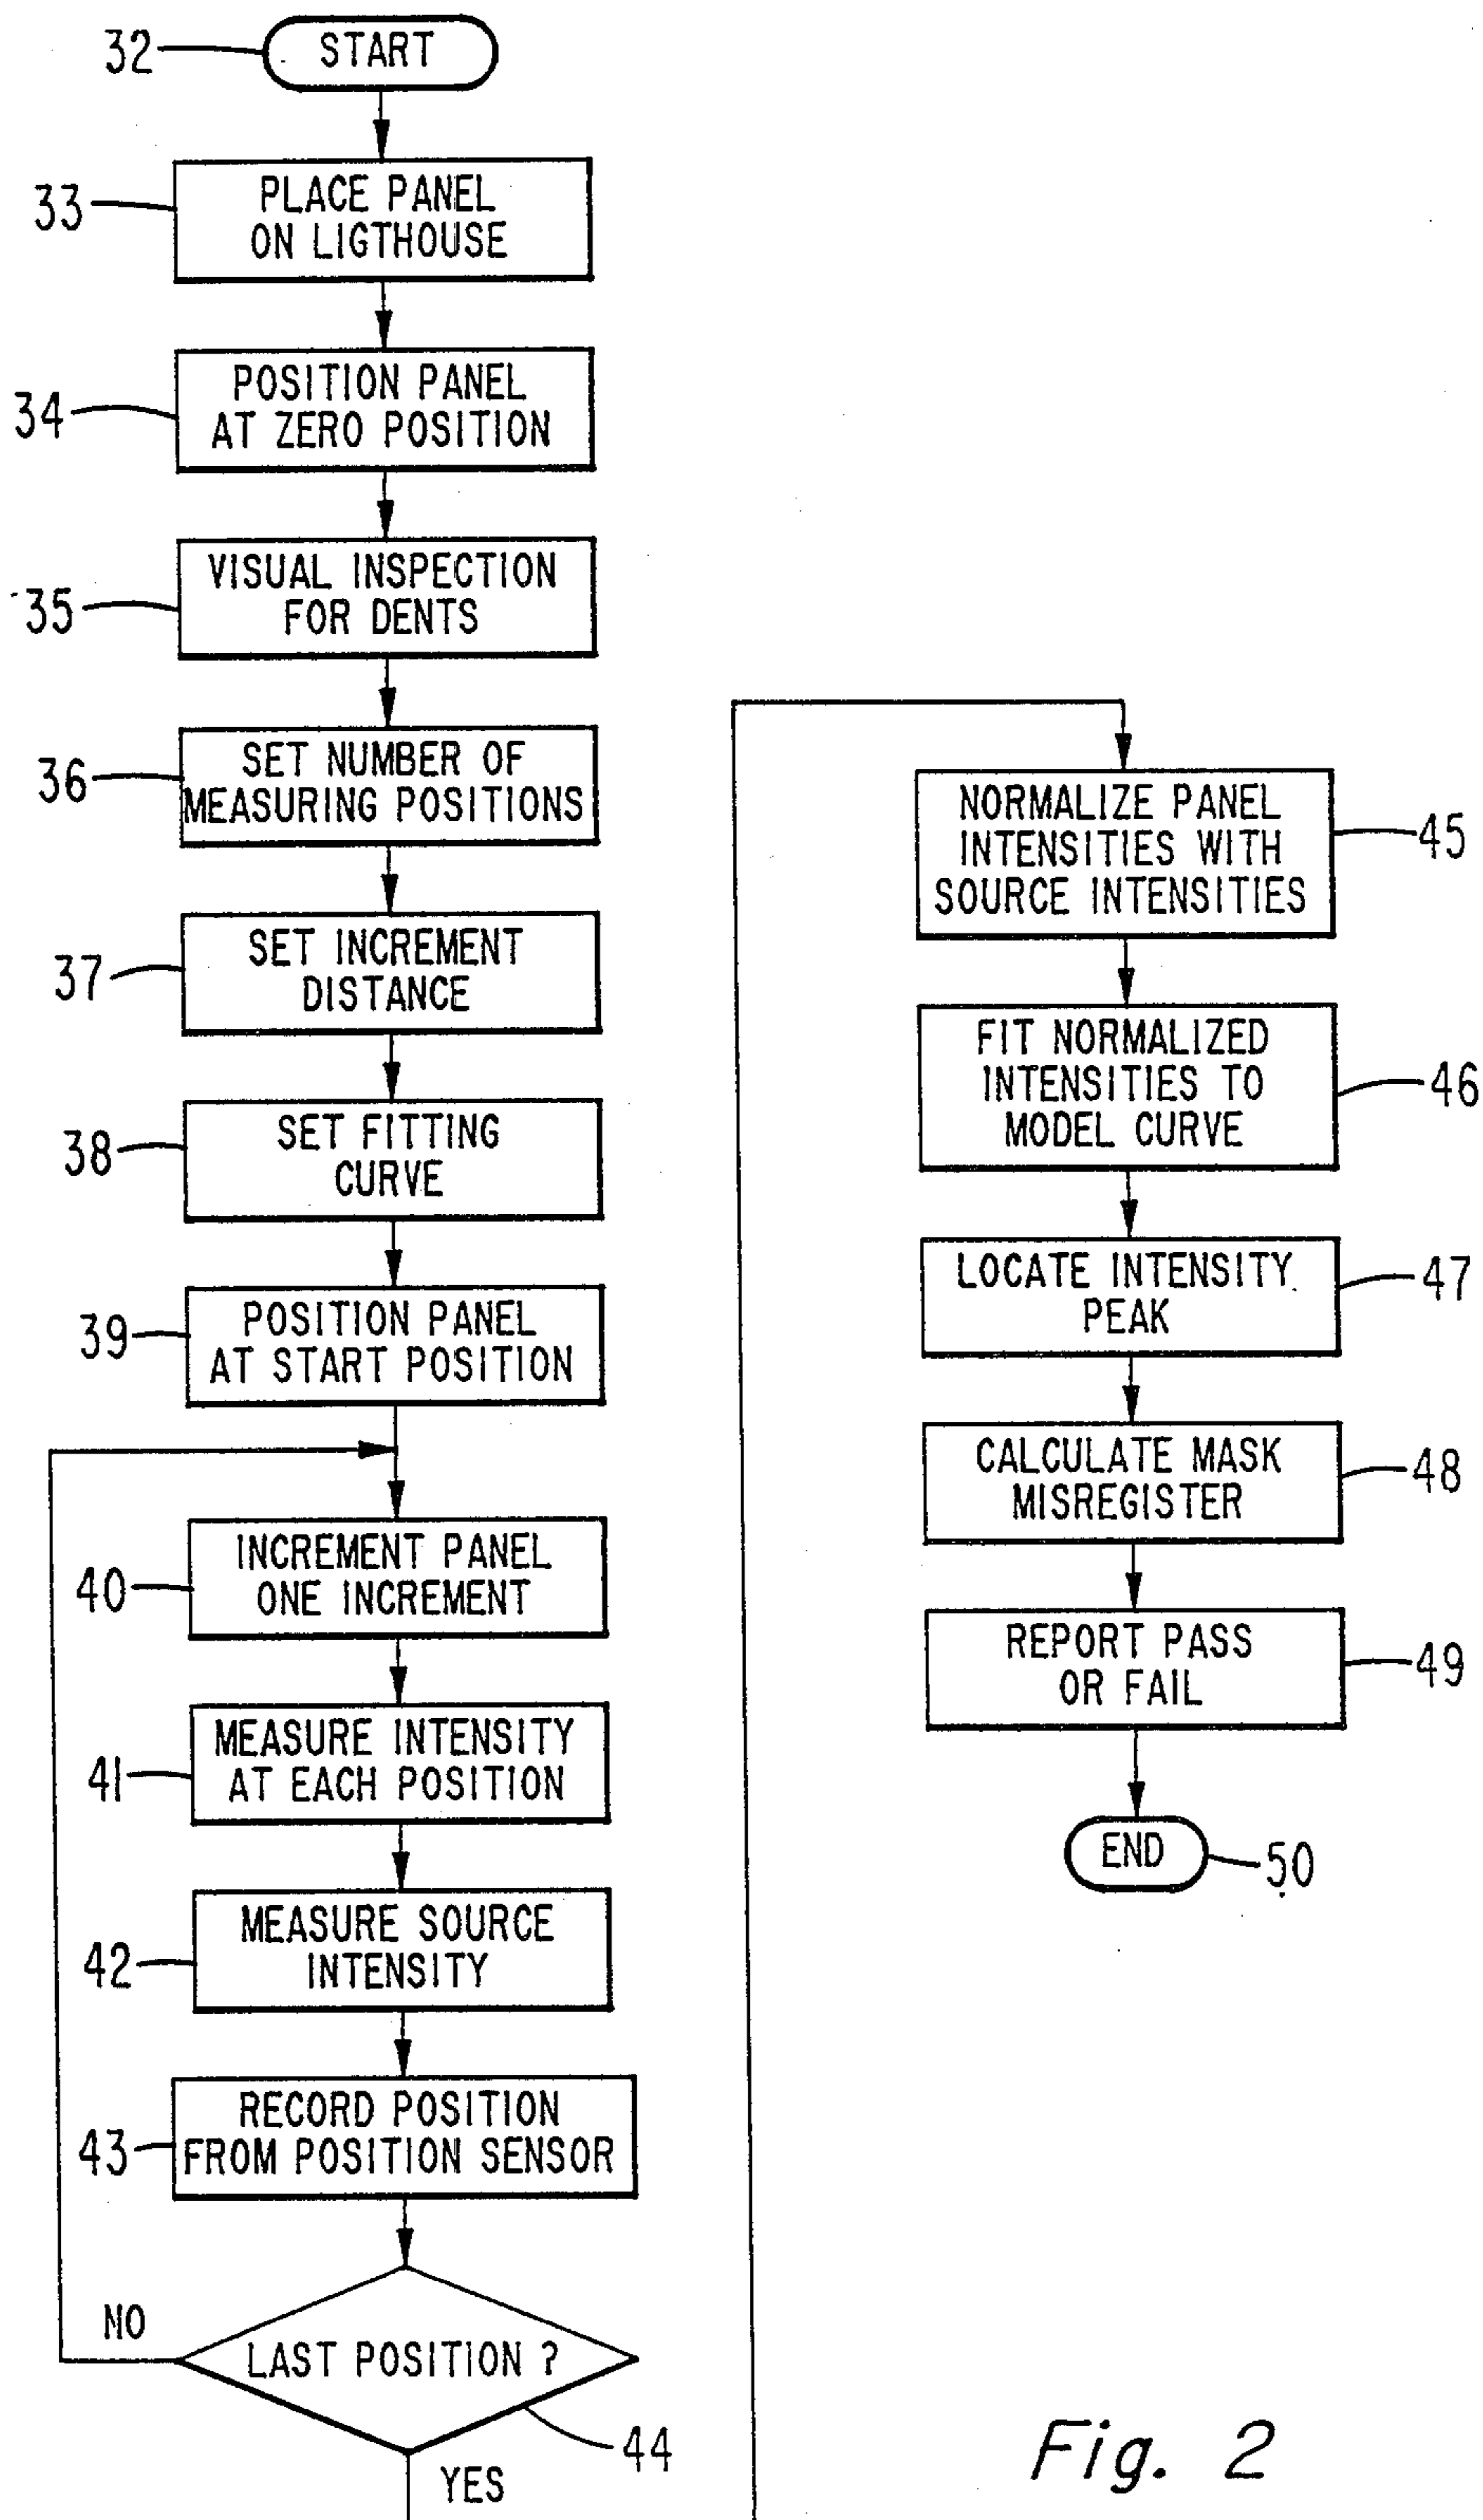 32
START
33
PLACE PANEL
ON LIGTHOUSE
34
POSITION PANEL
AT ZERO POSITION
35
VISUAL INSPECTION
FOR DENTS
36
SET NUMBER OF
MEASURING POSITIONS
37
SET INCREMENT
DISTANCE
38
SET FITTING
CURVE
39
POSITION PANEL
AT START POSITION
40
INCREMENT PANEL
ONE INCREMENT
41
MEASURE INTENSITY
AT EACH POSITION
42
MEASURE SOURCE
INTENSITY
43
RECORD POSITION
FROM POSITION SENSOR
NO
LAST POSITION ?
44
YES
NORMALIZE PANEL
INTENSITIES WITH
SOURCE INTENSITIES
45
FIT NORMALIZED
INTENSITIES TO
MODEL CURVE
46
LOCATE INTENSITY
PEAK
47
CALCULATE MASK
MISREGISTER
48
REPORT PASS
OR FAIL
49
END
50
Fig. 2